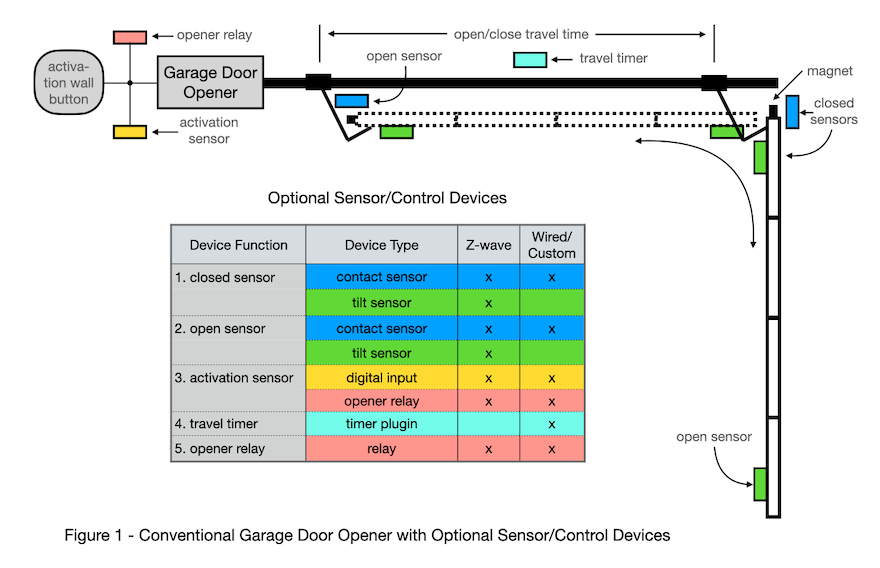 opener relay
open/close travel time
open sensor
travel timer
magnet
activa-
tion wall
button
Garage Door
Opener
closed
sensors
activation
sensor
Optional Sensor/Control Devices
Device Function Device Type Z-wave Wired/
Custom
1. closed sensor contact sensor x x
tilt sensor x
2. open sensor contact sensor x x
tilt sensor x
3. activation sensor digital input x x
opener relay x x
4. travel timer timer plugin x
5. opener relay relay x x
open sensor
Figure 1 - Conventional Garage Door Opener with Optional Sensor/Control Devices